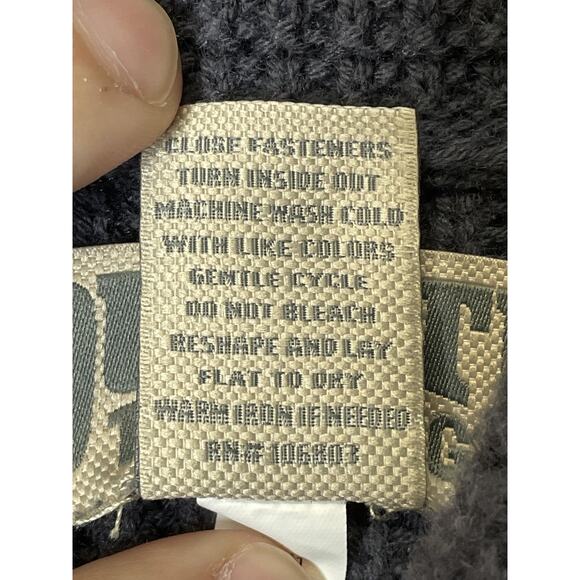 CLOSE FASTENERS
TURN INSIDE OUT
MACHINE WASH COLD
WITH LIKE COLORS
GENTLE CYCLE
DO NOT BLEACH
RESHAPE AND LAY
FLAT TO DRY
WARM IRON IF NEEDED
RN# 106803